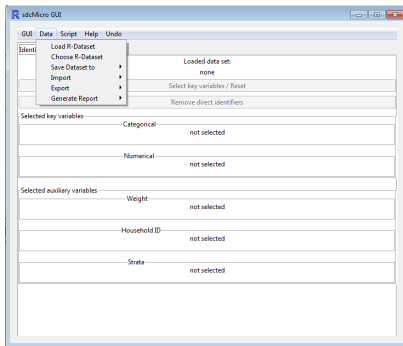 sdcMicro GUI
GUI Data Script Help Undo
Load R-Dataset
Choose R-Dataset
Save Dataset to
Import
Export
Generate Report
Identi
Loaded data set:
none
Select key variables / Reset
Remove direct identifiers
Selected key variables
Categorical
not selected
Numerical
not selected
Selected auxiliary variables
Weight
not selected
Household ID
not selected
Strata
not selected